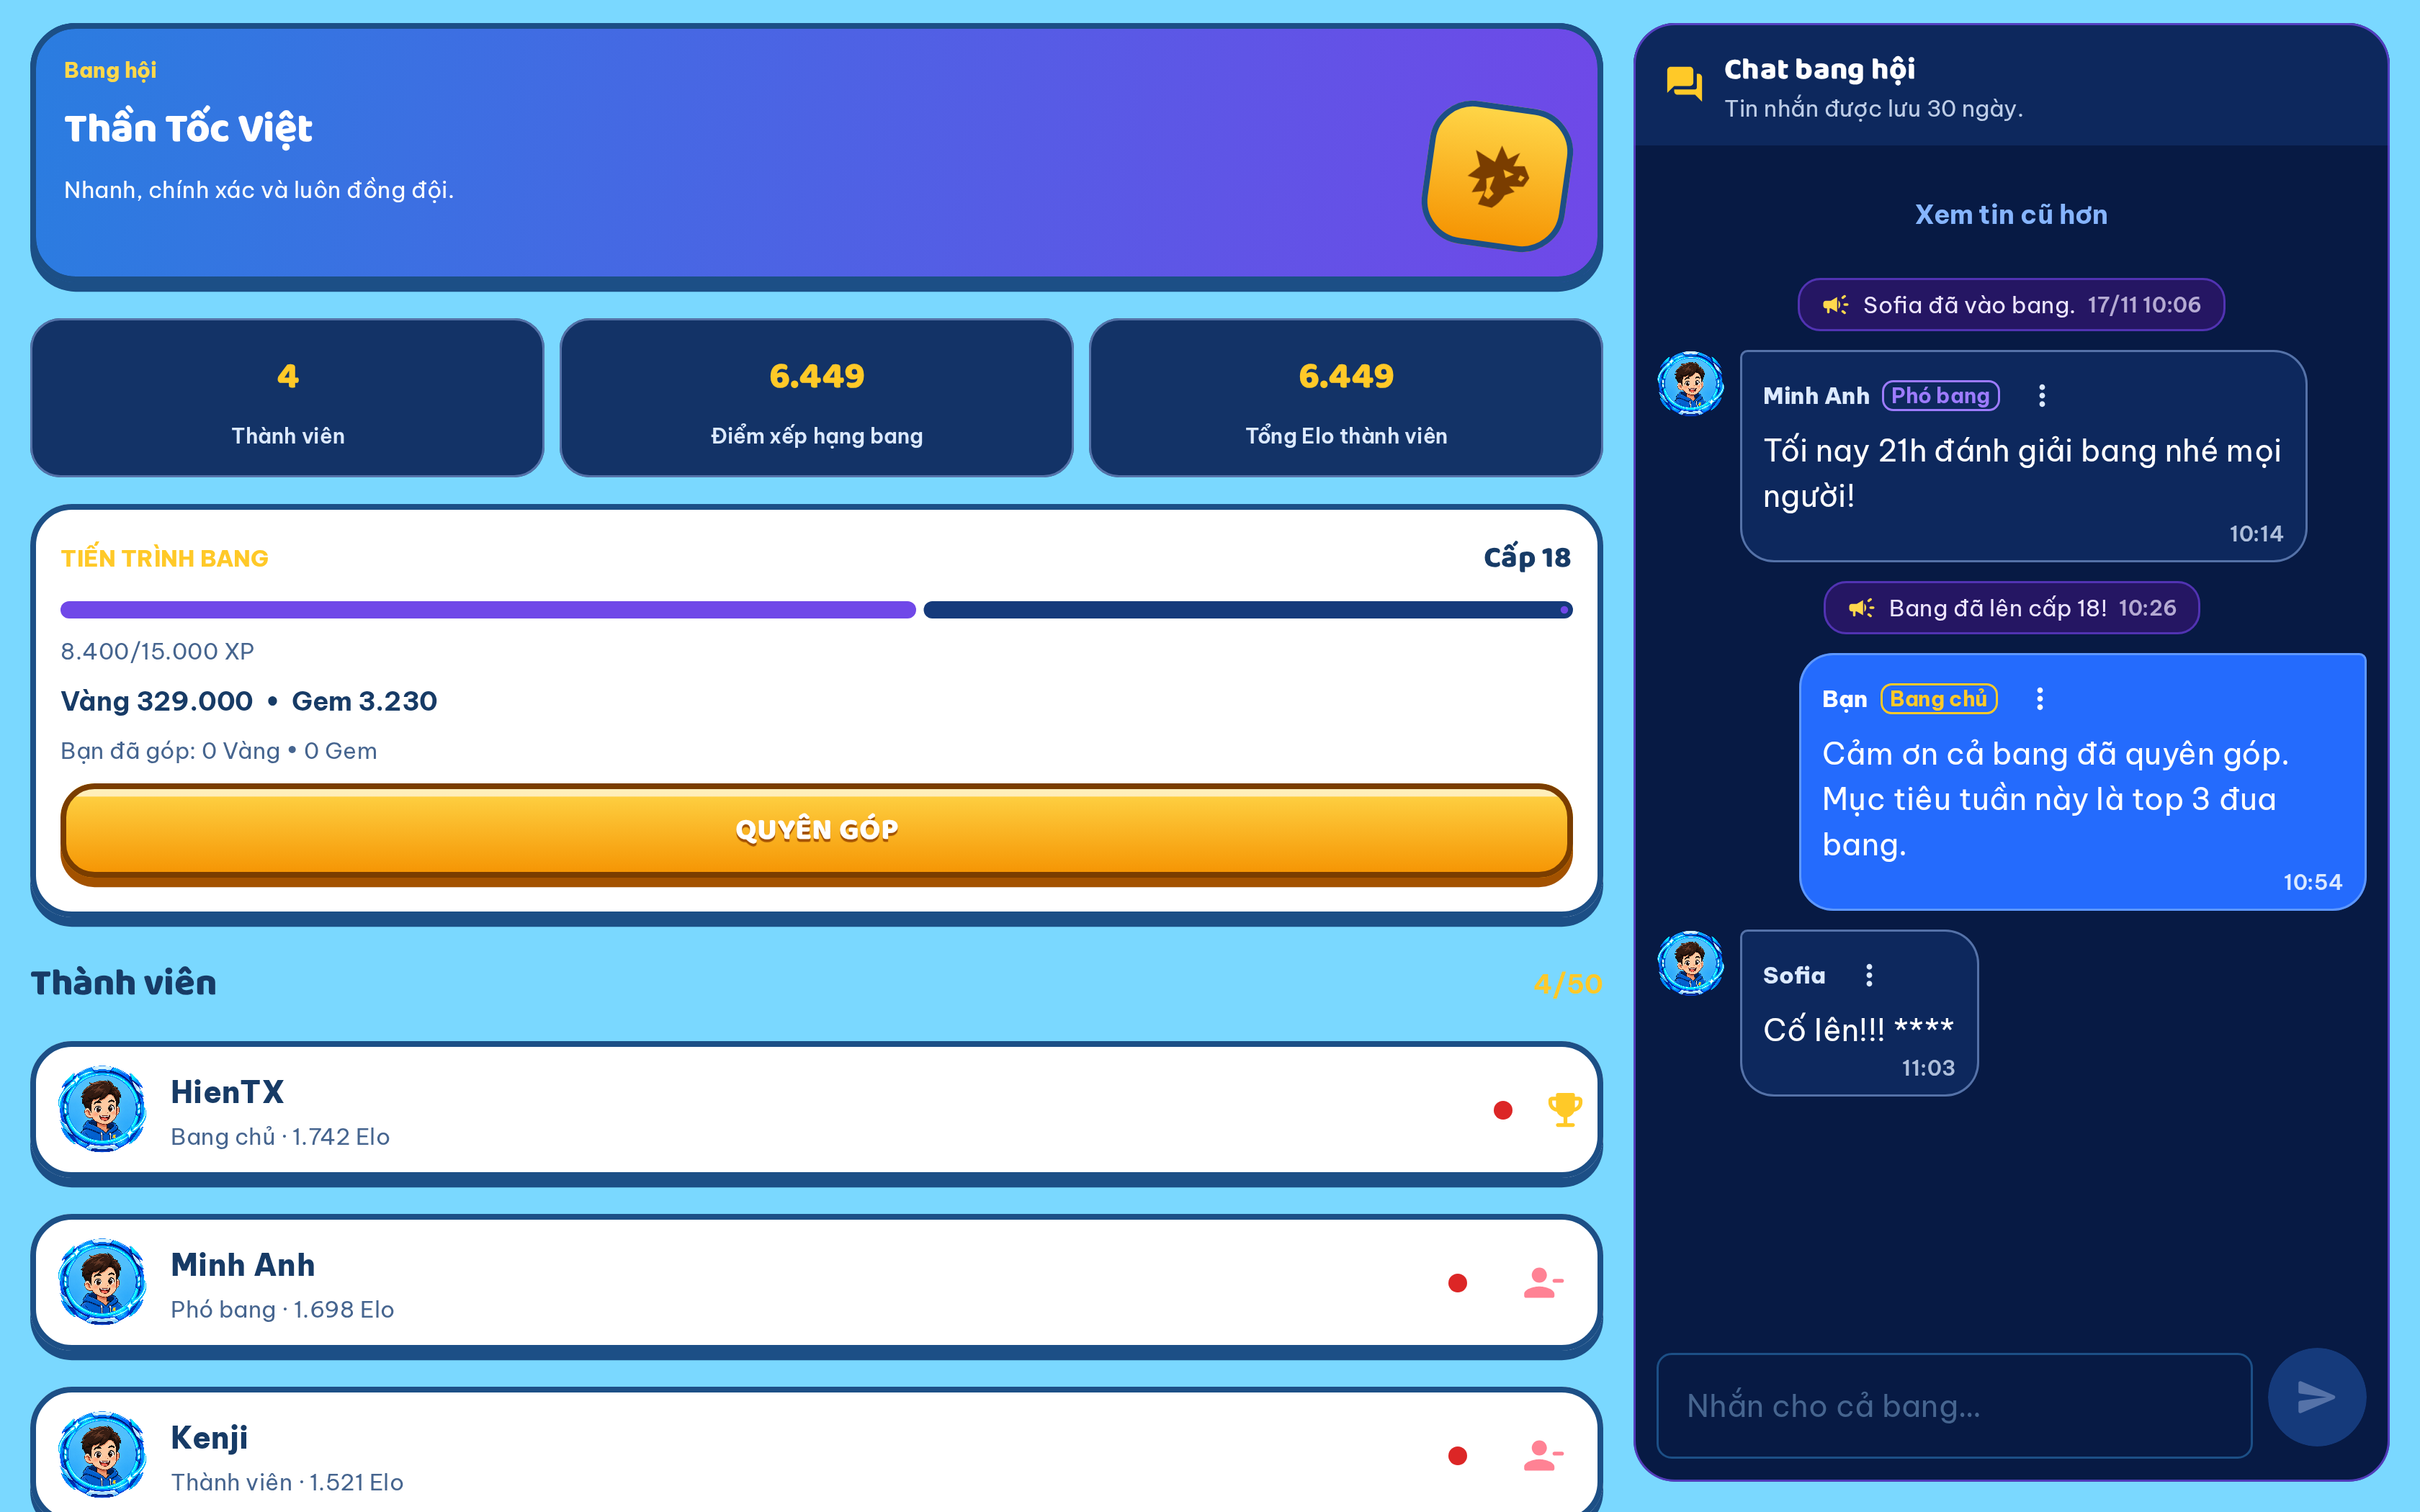 Bang hội
Thần Tốc Việt
Nhanh, chính xác và luôn đồng đội.
4
Thành viên
6.449
Điểm xếp hạng bang
6.449
Tổng Elo thành viên
TIẾN TRÌNH BANG
Cấp 18
8.400/15.000 XP
Vàng 329.000 • Gem 3.230
Bạn đã góp: 0 Vàng • 0 Gem
QUYÊN GÓP
Thành viên
4/50
HienTX
Bang chủ · 1.742 Elo
Minh Anh
Phó bang · 1.698 Elo
Kenji
Thành viên · 1.521 Elo
Chat bang hội
Tin nhắn được lưu 30 ngày.
Xem tin cũ hơn
Sofia đã vào bang. 17/11 10:06
Minh Anh Phó bang
Tối nay 21h đánh giải bang nhé mọi
người!
10:14
Bang đã lên cấp 18! 10:26
Bạn Bang chủ
Cảm ơn cả bang đã quyên góp.
Mục tiêu tuần này là top 3 đua
bang.
10:54
Sofia
Cố lên!!! ****
11:03
Nhắn cho cả bang...